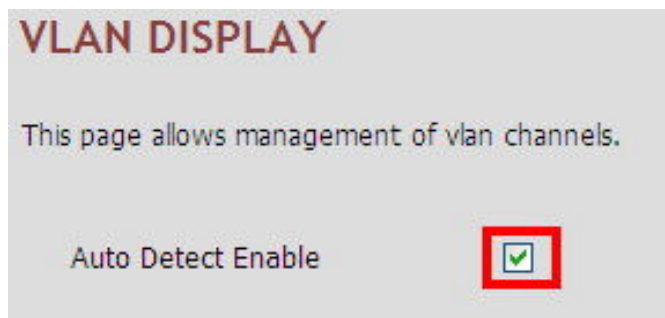 VLAN DISPLAY
This page allows management of vlan channels.
Auto Detect Enable